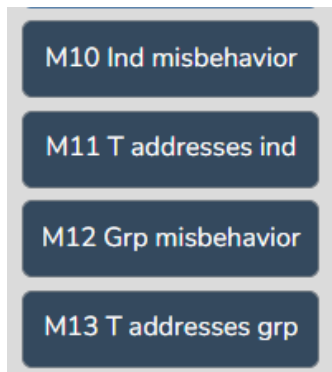 M10 Ind misbehavior
M11 T addresses ind
M12 Grp misbehavior
M13 T addresses grp